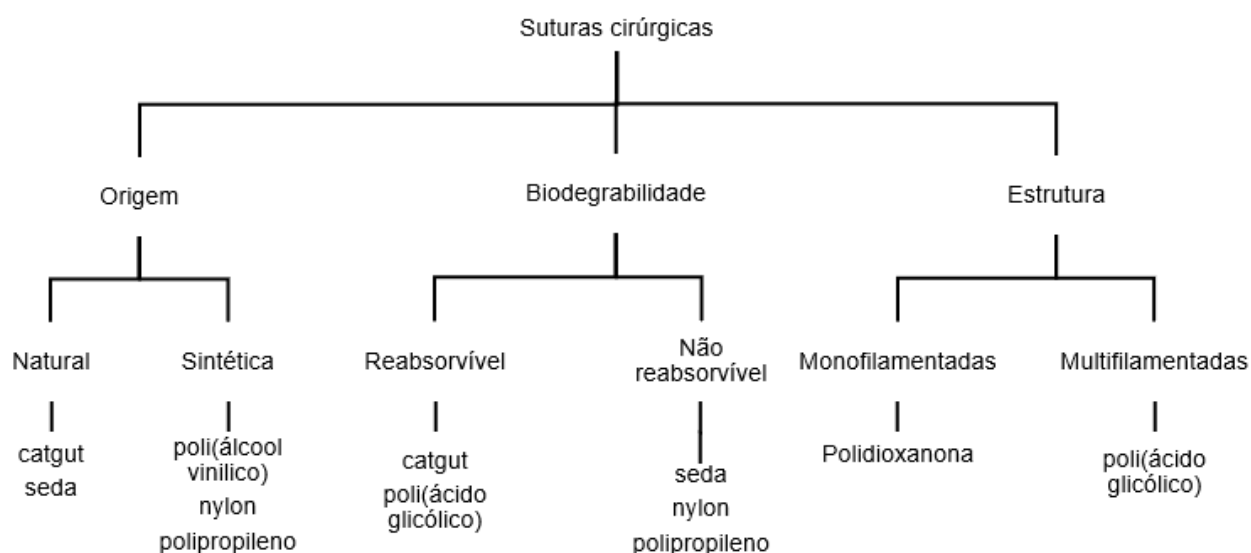 Suturas cirúrgicas
Origem
Biodegrabilidade
Estrutura
Natural
Sintética
Reabsorvível
Não
reabsorvível
Monofilamentadas
Multifilamentadas
catgut
seda
poli(álcool
vinilico)
nylon
polipropileno
catgut
poli(ácido
glicólico)
seda
nylon
polipropileno
Polidioxanona
poli(ácido
glicólico)